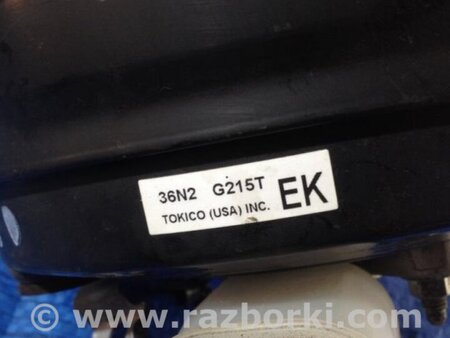 36N2 G215T EK
TOKICO (USA) INC.
www.razborki.com